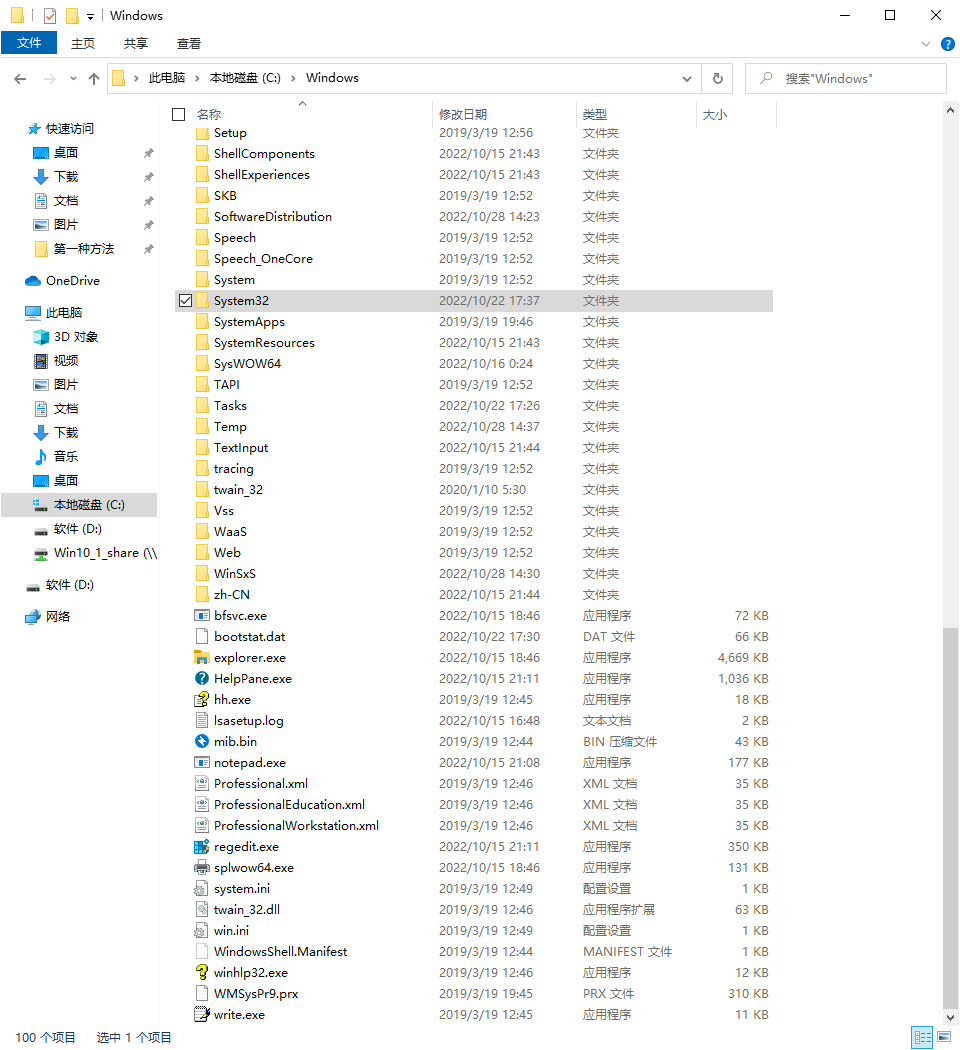 Windows
文件 主页 共享 查看
此电脑 本地磁盘 (C:) Windows 搜索"Windows"
名称 修改日期 类型 大小
快速访问
桌面
下载
文档
图片
第一种方法
OneDrive
此电脑
3D 对象
视频
图片
文档
下载
音乐
桌面
本地磁盘 (C:)
软件 (D:)
Win10_1_share (\\
软件 (D:)
网络
Setup 2019/3/19 12:56 文件夹
ShellComponents 2022/10/15 21:43 文件夹
ShellExperiences 2022/10/15 21:43 文件夹
SKB 2019/3/19 12:52 文件夹
SoftwareDistribution 2022/10/28 14:23 文件夹
Speech 2019/3/19 12:52 文件夹
Speech_OneCore 2019/3/19 12:52 文件夹
System 2019/3/19 12:52 文件夹
System32 2022/10/22 17:37 文件夹
SystemApps 2019/3/19 19:46 文件夹
SystemResources 2022/10/15 21:43 文件夹
SysWOW64 2022/10/16 0:24 文件夹
TAPI 2019/3/19 12:52 文件夹
Tasks 2022/10/22 17:26 文件夹
Temp 2022/10/28 14:37 文件夹
TextInput 2022/10/15 21:44 文件夹
tracing 2019/3/19 12:52 文件夹
twain_32 2020/1/10 5:30 文件夹
Vss 2019/3/19 12:52 文件夹
WaaS 2019/3/19 12:52 文件夹
Web 2019/3/19 12:52 文件夹
WinSxS 2022/10/28 14:30 文件夹
zh-CN 2022/10/15 21:44 文件夹
bfsvc.exe 2022/10/15 18:46 应用程序 72 KB
bootstat.dat 2022/10/22 17:30 DAT 文件 66 KB
explorer.exe 2022/10/15 18:46 应用程序 4,669 KB
HelpPane.exe 2022/10/15 21:11 应用程序 1,036 KB
hh.exe 2019/3/19 12:45 应用程序 18 KB
lsasetup.log 2022/10/15 16:48 文本文档 2 KB
mib.bin 2019/3/19 12:44 BIN 压缩文件 43 KB
notepad.exe 2022/10/15 21:08 应用程序 177 KB
Professional.xml 2019/3/19 12:46 XML 文档 35 KB
ProfessionalEducation.xml 2019/3/19 12:46 XML 文档 35 KB
ProfessionalWorkstation.xml 2019/3/19 12:46 XML 文档 35 KB
regedit.exe 2022/10/15 21:11 应用程序 350 KB
splwow64.exe 2022/10/15 18:46 应用程序 131 KB
system.ini 2019/3/19 12:49 配置设置 1 KB
twain_32.dll 2019/3/19 12:46 应用程序扩展 63 KB
win.ini 2019/3/19 12:49 配置设置 1 KB
WindowsShell.Manifest 2019/3/19 12:44 MANIFEST 文件 1 KB
winhlp32.exe 2019/3/19 12:46 应用程序 12 KB
WMSysPr9.prx 2019/3/19 19:45 PRX 文件 310 KB
write.exe 2019/3/19 12:45 应用程序 11 KB
100 个项目 选中 1 个项目